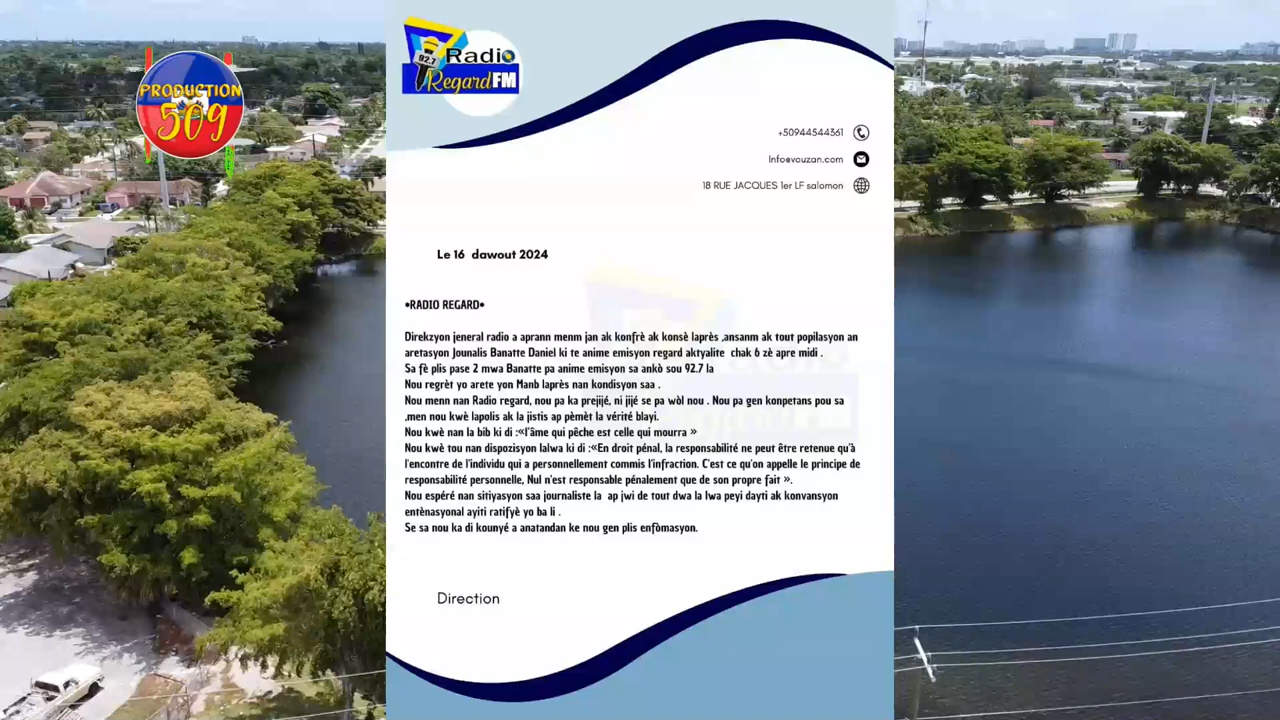 PRODUCTION
509
92.7
Radio
Regard FM
+50944544361
Info@vouzan.com
18 RUE JACQUES 1er LF salomon
Le 16 dawout 2024
•RADIO REGARD•
Direkzyon jeneral radio a aprann menm jan ak konfrè ak konsè laprès ,ansanm ak tout popilasyon an
aretasyon Jounalis Banatte Daniel ki te anime emisyon regard aktyalite chak 6 zè apre midi .
Sa fè plis pase 2 mwa Banatte pa anime emisyon sa ankò sou 92.7 la
Nou regrèt yo arete yon Manb laprès nan kondisyon saa .
Nou menn nan Radio regard, nou pa ka prejijé, ni jijé se pa wòl nou . Nou pa gen konpetans pou sa
,men nou kwè lapolis ak la jistis ap pèmèt la vérité blayi.
Nou kwè nan la bib ki di :«l'âme qui pêche est celle qui mourra »
Nou kwè tou nan dispozisyon lalwa ki di :«En droit pénal, la responsabilité ne peut être retenue qu'à
l'encontre de l'individu qui a personnellement commis l'infraction. C'est ce qu'on appelle le principe de
responsabilité personnelle, Nul n'est responsable pénalement que de son propre fait ».
Nou espéré nan sitiyasyon saa journaliste la ap jwi de tout dwa la lwa peyi dayti ak konvansyon
entènasyonal ayiti ratifyè yo ba li .
Se sa nou ka di kounyé a anatandan ke nou gen plis enfòmasyon.
Direction